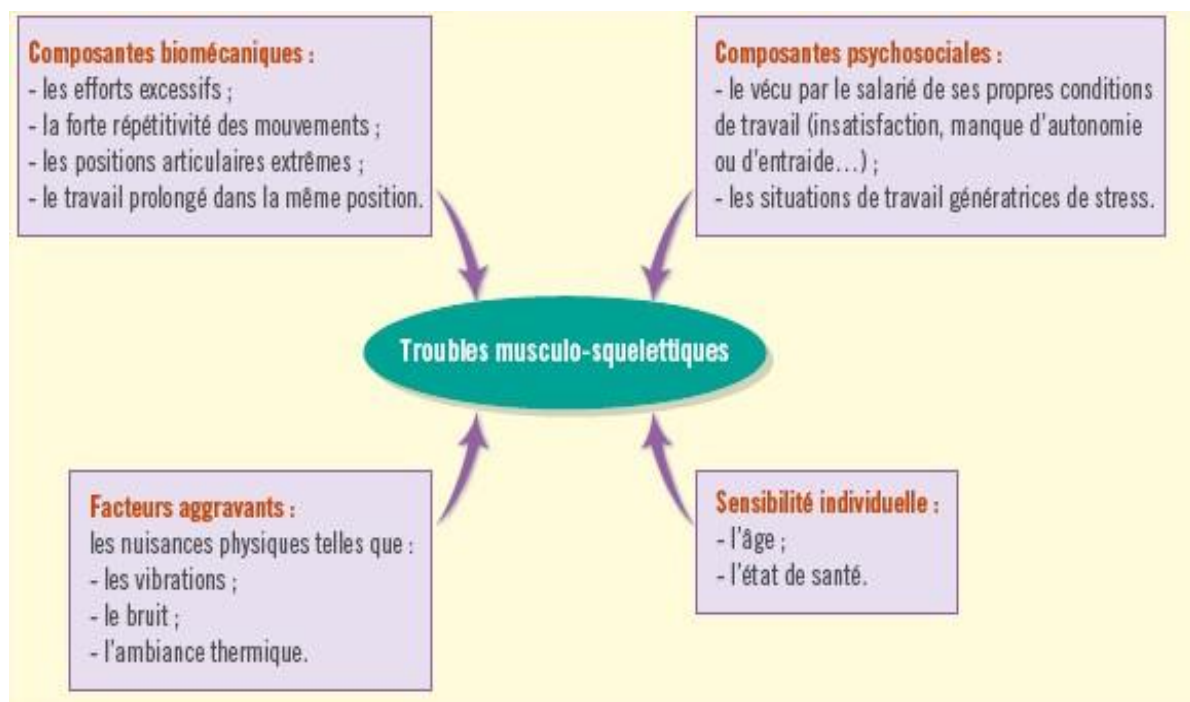 Composantes biomécaniques :
- les efforts excessifs ;
- la forte répétitivité des mouvements ;
- les positions articulaires extrêmes ;
- le travail prolongé dans la même position.
Composantes psychosociales :
- le vécu par le salarié de ses propres conditions
de travail (insatisfaction, manque d'autonomie
ou d'entraide...) ;
- les situations de travail génératrices de stress.
Troubles musculo-squelettiques
Facteurs aggravants :
les nuisances physiques telles que :
- les vibrations ;
- le bruit ;
- l'ambiance thermique.
Sensibilité individuelle :
- l'âge ;
- l'état de santé.